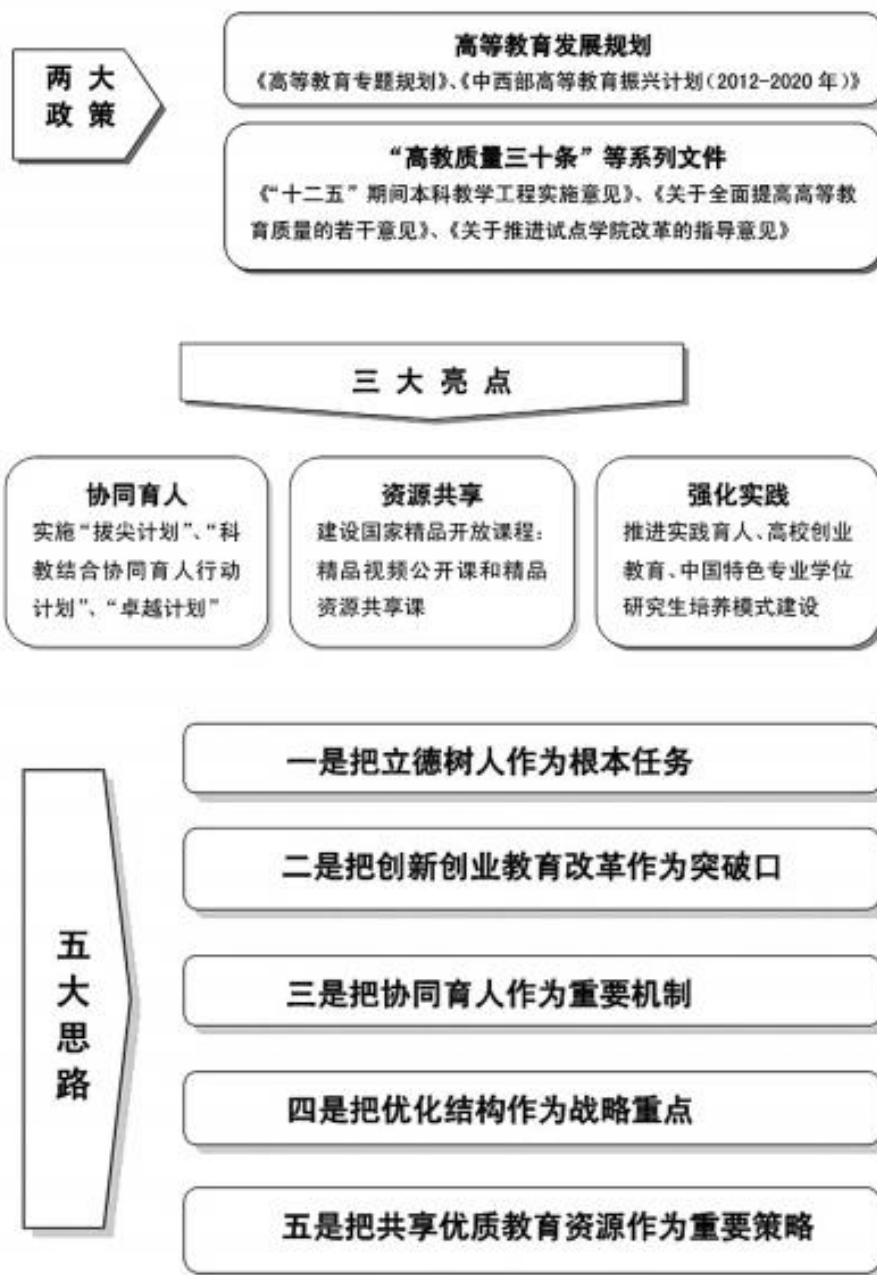 两大
政策
高等教育发展规划
《高等教育专题规划》、《中西部高等教育振兴计划(2012-2020年)》
“高教质量三十条”等系列文件
《“十二五”期间本科教学工程实施意见》、《关于全面提高高等教
育质量的若干意见》、《关于推进试点学院改革的指导意见》
三大亮点
协同育人
实施“拔尖计划”、“科
教结合协同育人行动
计划”、“卓越计划”
资源共享
建设国家精品开放课程：
精品视频公开课和精品
资源共享课
强化实践
推进实践育人、高校创业
教育、中国特色专业学位
研究生培养模式建设
五大思路
一是把立德树人作为根本任务
二是把创新创业教育改革作为突破口
三是把协同育人作为重要机制
四是把优化结构作为战略重点
五是把共享优质教育资源作为重要策略